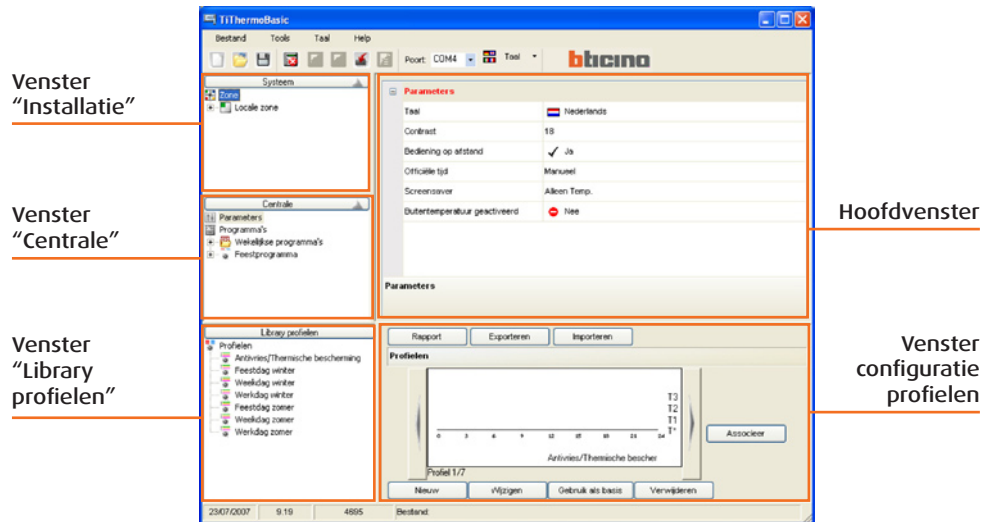 TiThermoBasic
Bestand Tools Taal Help
Poort: COM4 Taal bticino
Venster
"Installatie"
Systeem
Zone
Locale zone
Parameters
Taal Nederlands
Contrast 18
Bediening op afstand Ja
Officiële tijd Manueel
Screensaver Alleen Temp.
Buitentemperatuur geactiveerd Nee
Parameters
Hoofdvenster
Venster
"Centrale"
Centrale
Parameters
Programma's
Wekelijkse programma's
Feestprogramma
Venster
"Library
profielen"
Library profielen
Profielen
Antivries/Thermische bescherming
Feestdag winter
Weekdag winter
Werkdag winter
Feestdag zomer
Weekdag zomer
Werkdag zomer
Rapport Exporteren Importeren
Profielen
T3
T2
T1
T*
0 3 6 9 12 15 18 21 24
Antivries/Thermische bescher
Profiel 1/7
Associeer
Nieuw Wijzigen Gebruik als basis Verwijderen
Venster
configuratie
profielen
23/07/2007 9.19 4695 Bestand: